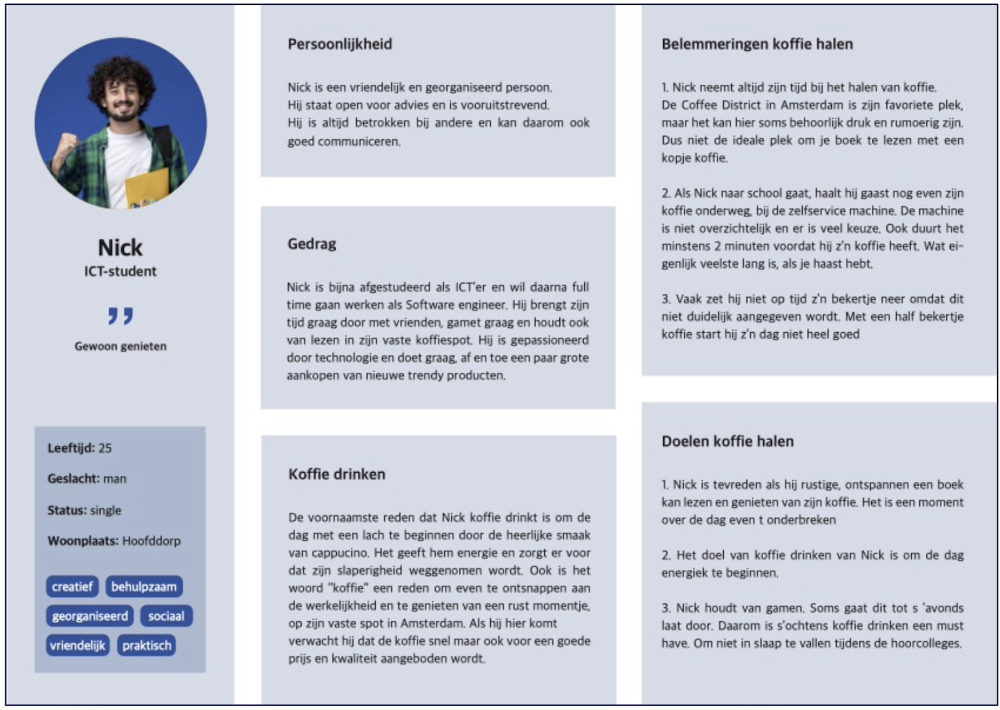 Nick
ICT-student
”
Gewoon genieten
Leeftijd: 25
Geslacht: man
Status: single
Woonplaats: Hoofddorp
creatief behulpzaam
georganiseerd sociaal
vriendelijk praktisch
Persoonlijkheid
Nick is een vriendelijk en georganiseerd persoon.
Hij staat open voor advies en is vooruitstrevend.
Hij is altijd betrokken bij andere en kan daarom ook
goed communiceren.
Gedrag
Nick is bijna afgestudeerd als ICT'er en wil daarna full
time gaan werken als Software engineer. Hij brengt zijn
tijd graag door met vrienden, gamet graag en houdt ook
van lezen in zijn vaste koffiespot. Hij is gepassioneerd
door technologie en doet graag, af en toe een paar grote
aankopen van nieuwe trendy producten.
Koffie drinken
De voornaamste reden dat Nick koffie drinkt is om de
dag met een lach te beginnen door de heerlijke smaak
van cappucino. Het geeft hem energie en zorgt er voor
dat zijn slaperigheid weggenomen wordt. Ook is het
woord "koffie" een reden om even te ontsnappen aan
de werkelijkheid en te genieten van een rust momentje,
op zijn vaste spot in Amsterdam. Als hij hier komt
verwacht hij dat de koffie snel maar ook voor een goede
prijs en kwaliteit aangeboden wordt.
Belemmeringen koffie halen
1. Nick neemt altijd zijn tijd bij het halen van koffie.
De Coffee District in Amsterdam is zijn favoriete plek,
maar het kan hier soms behoorlijk druk en rumoerig zijn.
Dus niet de ideale plek om je boek te lezen met een
kopje koffie.
2. Als Nick naar school gaat, haalt hij gaast nog even zijn
koffie onderweg, bij de zelfservice machine. De machine
is niet overzichtelijk en er is veel keuze. Ook duurt het
minstens 2 minuten voordat hij z'n koffie heeft. Wat ei-
genlijk veelste lang is, als je haast hebt.
3. Vaak zet hij niet op tijd z'n bekertje neer omdat dit
niet duidelijk aangegeven wordt. Met een half bekertje
koffie start hij z'n dag niet heel goed
Doelen koffie halen
1. Nick is tevreden als hij rustige, ontspannen een boek
kan lezen en genieten van zijn koffie. Het is een moment
over de dag even t onderbreken
2. Het doel van koffie drinken van Nick is om de dag
energiek te beginnen.
3. Nick houdt van gamen. Soms gaat dit tot s 'avonds
laat door. Daarom is s'ochtens koffie drinken een must
have. Om niet in slaap te vallen tijdens de hoorcolleges.